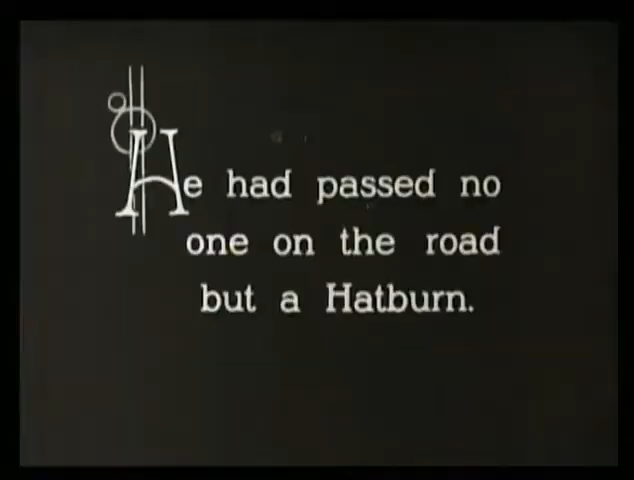 He had passed no
one on the road
but a Hatburn.